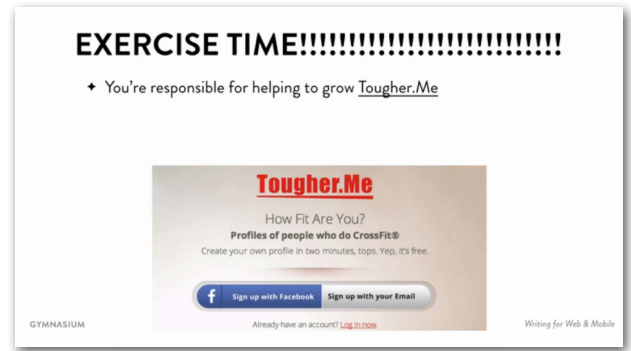 EXERCISE TIME!!!!!!!!!!!!!!!!!!!!!!!!!!!
✦ You're responsible for helping to grow Tougher.Me
Tougher.Me
How Fit Are You?
Profiles of people who do CrossFit®
Create your own profile in two minutes, tops. Yep, it's free.
f Sign up with Facebook Sign up with your Email
Already have an account? Log in now
GYMNASIUM
Writing for Web & Mobile